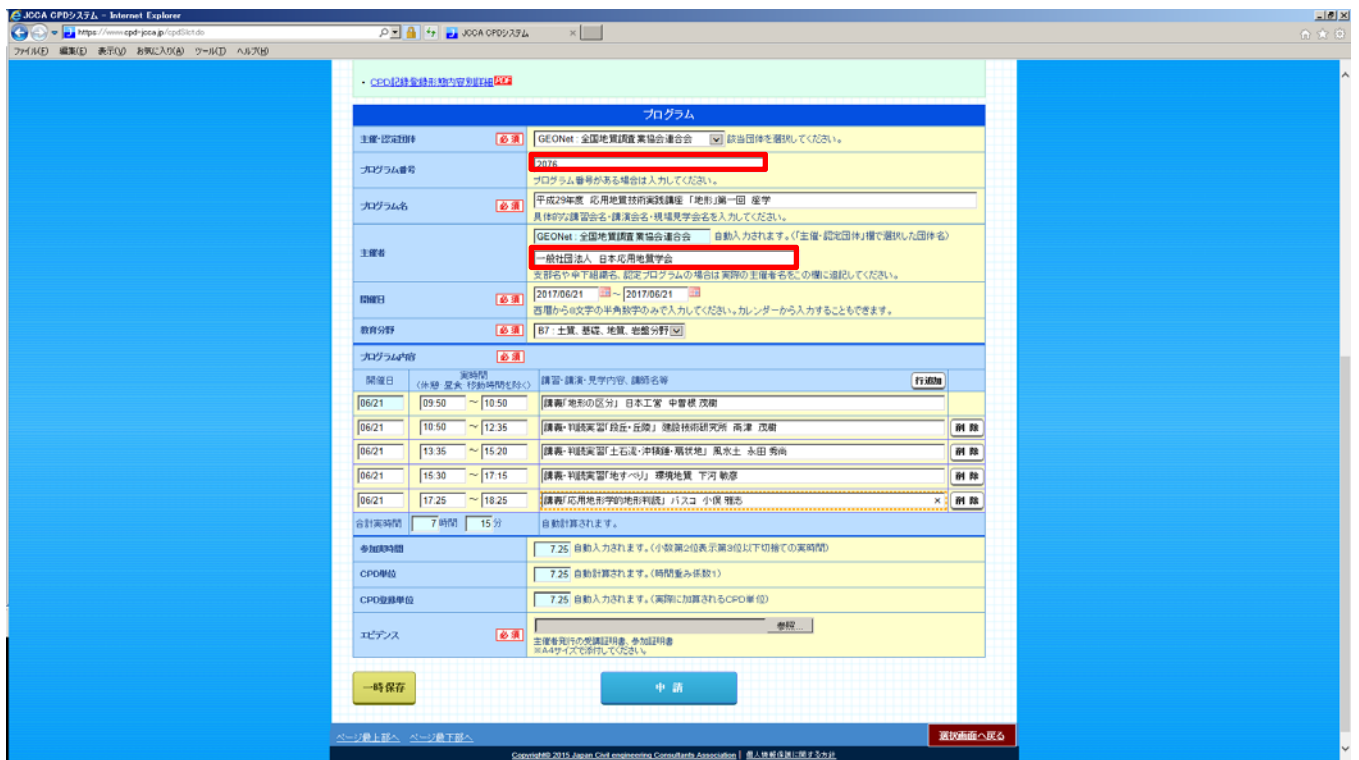 JCCA CPDシステム - Internet Explorer
https://www.cpd-jcca.jp/cpdSlct.do
JCCA CPDシステム
ファイル(F) 編集(E) 表示(V) お気に入り(A) ツール(T) ヘルプ(H)
・CPD記録登録形態内容別詳細
プログラム
主催・認定団体 必須 GEONet : 全国地質調査業協会連合会 該当団体を選択してください。
プログラム番号 2076
プログラム番号がある場合は入力してください。
プログラム名 必須 平成29年度 応用地質技術実践講座 「地形」第一回 座学
具体的な講習会名・講演会名・現場見学会名を入力してください。
主催者 GEONet : 全国地質調査業協会連合会 自動入力されます。(「主催・認定団体」欄で選択した団体名)
一般社団法人 日本応用地質学会
支部名や傘下組織名、認定プログラムの場合は実際の主催者名をこの欄に追記してください。
開催日 必須 2017/06/21 ~ 2017/06/21
西暦から8文字の半角数字のみで入力してください。カレンダーから入力することもできます。
教育分野 必須 B7 : 土質、基礎、地質、岩盤分野
プログラム内容 必須
開催日 実時間 (休憩 昼食 移動時間を除く) 講習・講演・見学内容、講師名等 行追加
06/21 09:50 ~ 10:50 講義「地形の区分」 日本工営 中曽根 茂樹
06/21 10:50 ~ 12:35 講義・判読実習「段丘・丘陵」 建設技術研究所 高津 茂樹 削除
06/21 13:35 ~ 15:20 講義・判読実習「土石流・沖積錐・扇状地」 風水土 永田 秀尚 削除
06/21 15:30 ~ 17:15 講義・判読実習「地すべり」 環境地質 下河 敏彦 削除
06/21 17:25 ~ 18:25 講義「応用地形学的地形判読」 パスコ 小俣 雅志 × 削除
合計実時間 7 時間 15 分 自動計算されます。
参加実時間 7.25 自動入力されます。(小数第2位表示第3位以下切捨ての実時間)
CPD単位 7.25 自動計算されます。(時間重み係数1)
CPD登録単位 7.25 自動入力されます。(実際に加算されるCPD単位)
エビデンス 必須 参照...
主催者発行の受講証明書、参加証明書
※A4サイズで添付してください。
一時保存 申請
ページ最上部へ ページ最下部へ 選択画面へ戻る
Copyright© 2015 Japan Civil engineering Consultants Association | 個人情報保護に関する方針